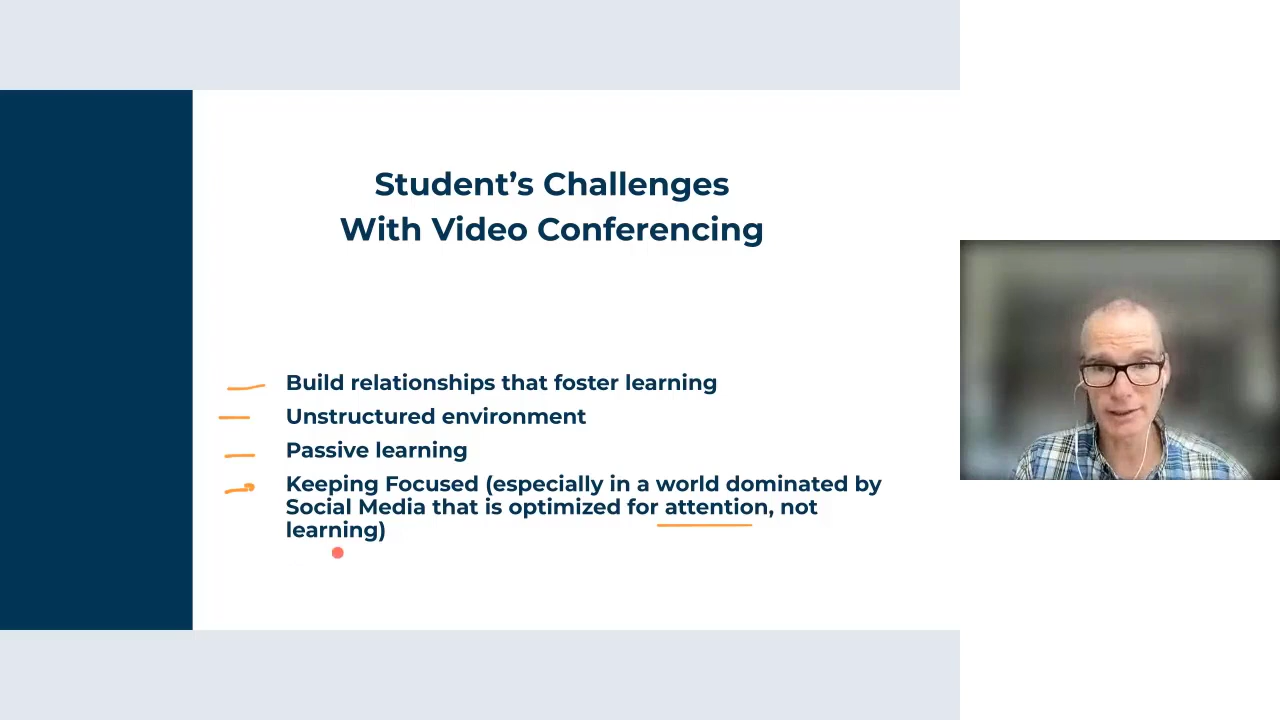 Student’s Challenges
With Video Conferencing
Build relationships that foster learning
Unstructured environment
Passive learning
Keeping Focused (especially in a world dominated by
Social Media that is optimized for attention, not
learning)